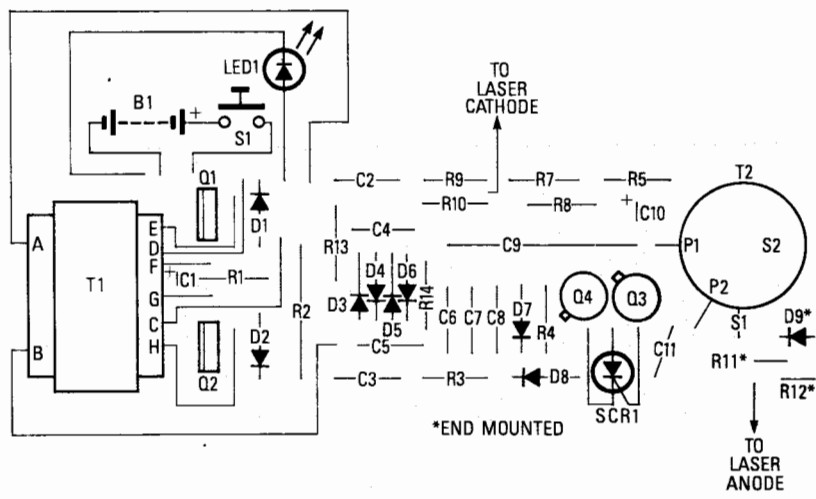 LED1
B1
+
S1
TO
LASER
CATHODE
Q1
C2
R9
R7
R5
T2
R10
R8
+
C10
D1
E
D
F
G
C
H
A
B
T1
+
C1
R1
R2
R13
C4
C9
P1
S2
P2
S1
D4
D6
D3
D5
R14
C6
C7
C8
D7
R4
Q4
Q3
C11
D9*
R11*
R12*
Q2
D2
C5
C3
R3
D8
SCR1
*END MOUNTED
TO
LASER
ANODE